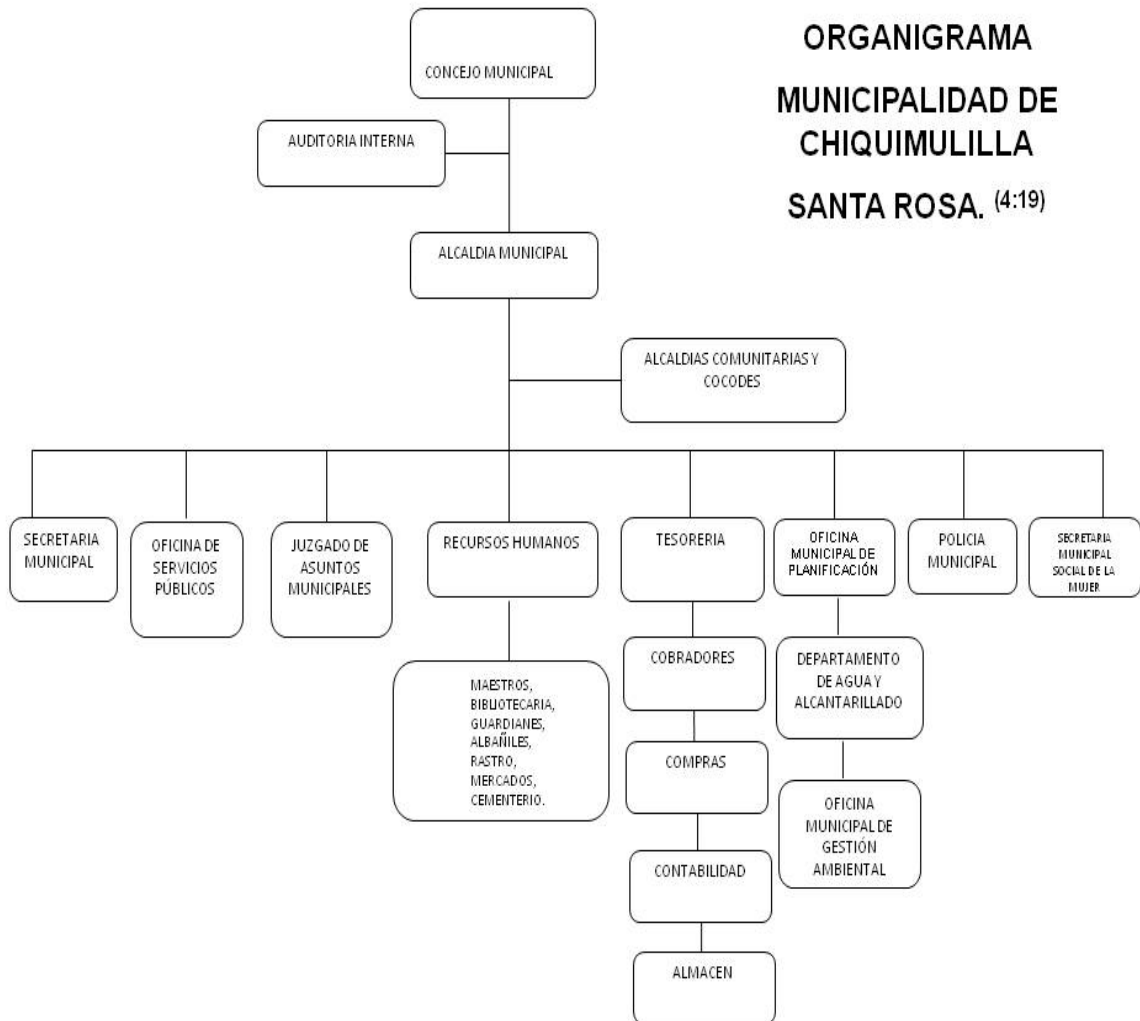 ORGANIGRAMA
MUNICIPALIDAD DE
CHIQUIMULILLA
SANTA ROSA. (4:19)
CONCEJO MUNICIPAL
AUDITORIA INTERNA
ALCALDIA MUNICIPAL
ALCALDIAS COMUNITARIAS Y
COCODES
SECRETARIA
MUNICIPAL
OFICINA DE
SERVICIOS
PÚBLICOS
JUZGADO DE
ASUNTOS
MUNICIPALES
RECURSOS HUMANOS
TESORERIA
OFICINA
MUNICIPAL DE
PLANIFICACIÓN
POLICIA
MUNICIPAL
SECRETARIA
MUNICIPAL
SOCIAL DE LA
MUJER
MAESTROS,
BIBLIOTECARIA,
GUARDIANES,
ALBAÑILES,
RASTRO,
MERCADOS,
CEMENTERIO.
COBRADORES
COMPRAS
CONTABILIDAD
ALMACEN
DEPARTAMENTO
DE AGUA Y
ALCANTARILLADO
OFICINA
MUNICIPAL DE
GESTIÓN
AMBIENTAL